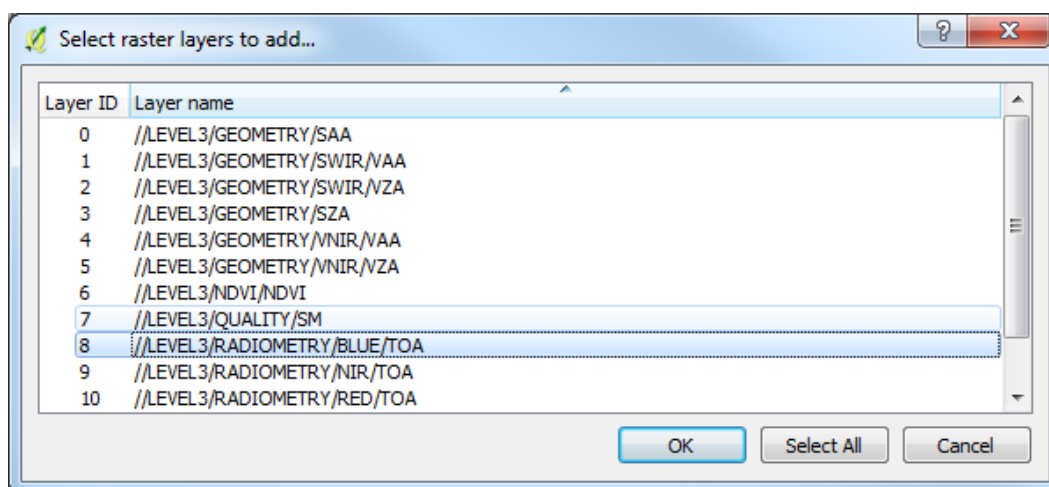 Select raster layers to add...
Layer ID Layer name
0 //LEVEL3/GEOMETRY/SAA
1 //LEVEL3/GEOMETRY/SWIR/VAA
2 //LEVEL3/GEOMETRY/SWIR/VZA
3 //LEVEL3/GEOMETRY/SZA
4 //LEVEL3/GEOMETRY/VNIR/VAA
5 //LEVEL3/GEOMETRY/VNIR/VZA
6 //LEVEL3/NDVI/NDVI
7 //LEVEL3/QUALITY/SM
8 //LEVEL3/RADIOMETRY/BLUE/TOA
9 //LEVEL3/RADIOMETRY/NIR/TOA
10 //LEVEL3/RADIOMETRY/RED/TOA
OK Select All Cancel